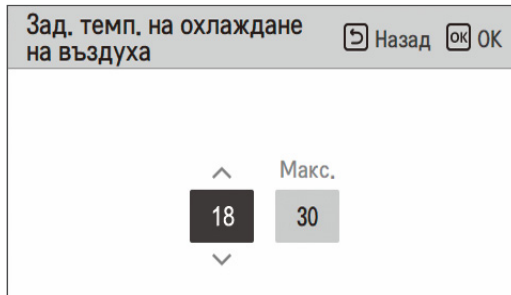 Зад. темп. на охлаждане
на въздуха
Назад OK OK
Макс.
18 30